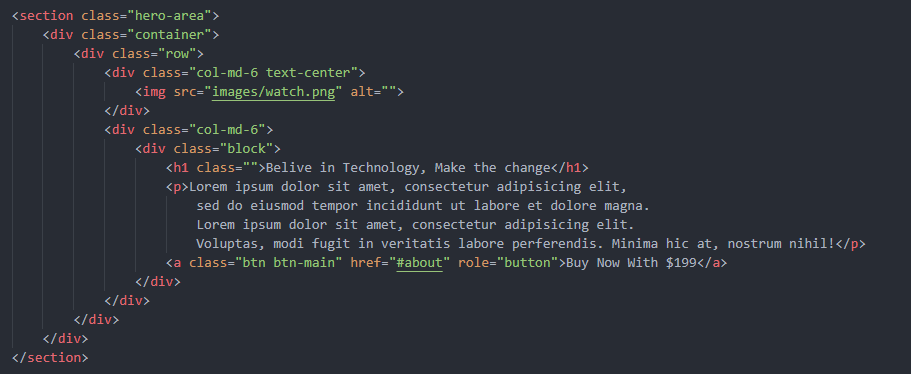 <section class="hero-area">
<div class="container">
<div class="row">
<div class="col-md-6 text-center">
<img src="images/watch.png" alt="">
</div>
<div class="col-md-6">
<div class="block">
<h1 class="">Belive in Technology, Make the change</h1>
<p>Lorem ipsum dolor sit amet, consectetur adipisicing elit,
sed do eiusmod tempor incididunt ut labore et dolore magna.
Lorem ipsum dolor sit amet, consectetur adipisicing elit.
Voluptas, modi fugit in veritatis labore perferendis. Minima hic at, nostrum nihil!</p>
<a class="btn btn-main" href="#about" role="button">Buy Now With $199</a>
</div>
</div>
</div>
</div>
</section>